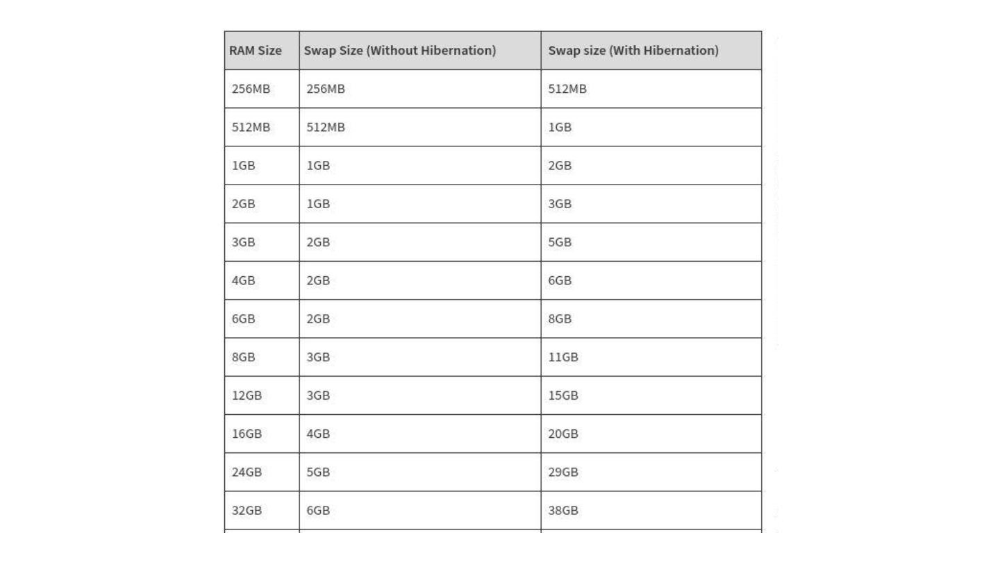 RAM Size Swap Size (Without Hibernation) Swap size (With Hibernation)
256MB 256MB 512MB
512MB 512MB 1GB
1GB 1GB 2GB
2GB 1GB 3GB
3GB 2GB 5GB
4GB 2GB 6GB
6GB 2GB 8GB
8GB 3GB 11GB
12GB 3GB 15GB
16GB 4GB 20GB
24GB 5GB 29GB
32GB 6GB 38GB